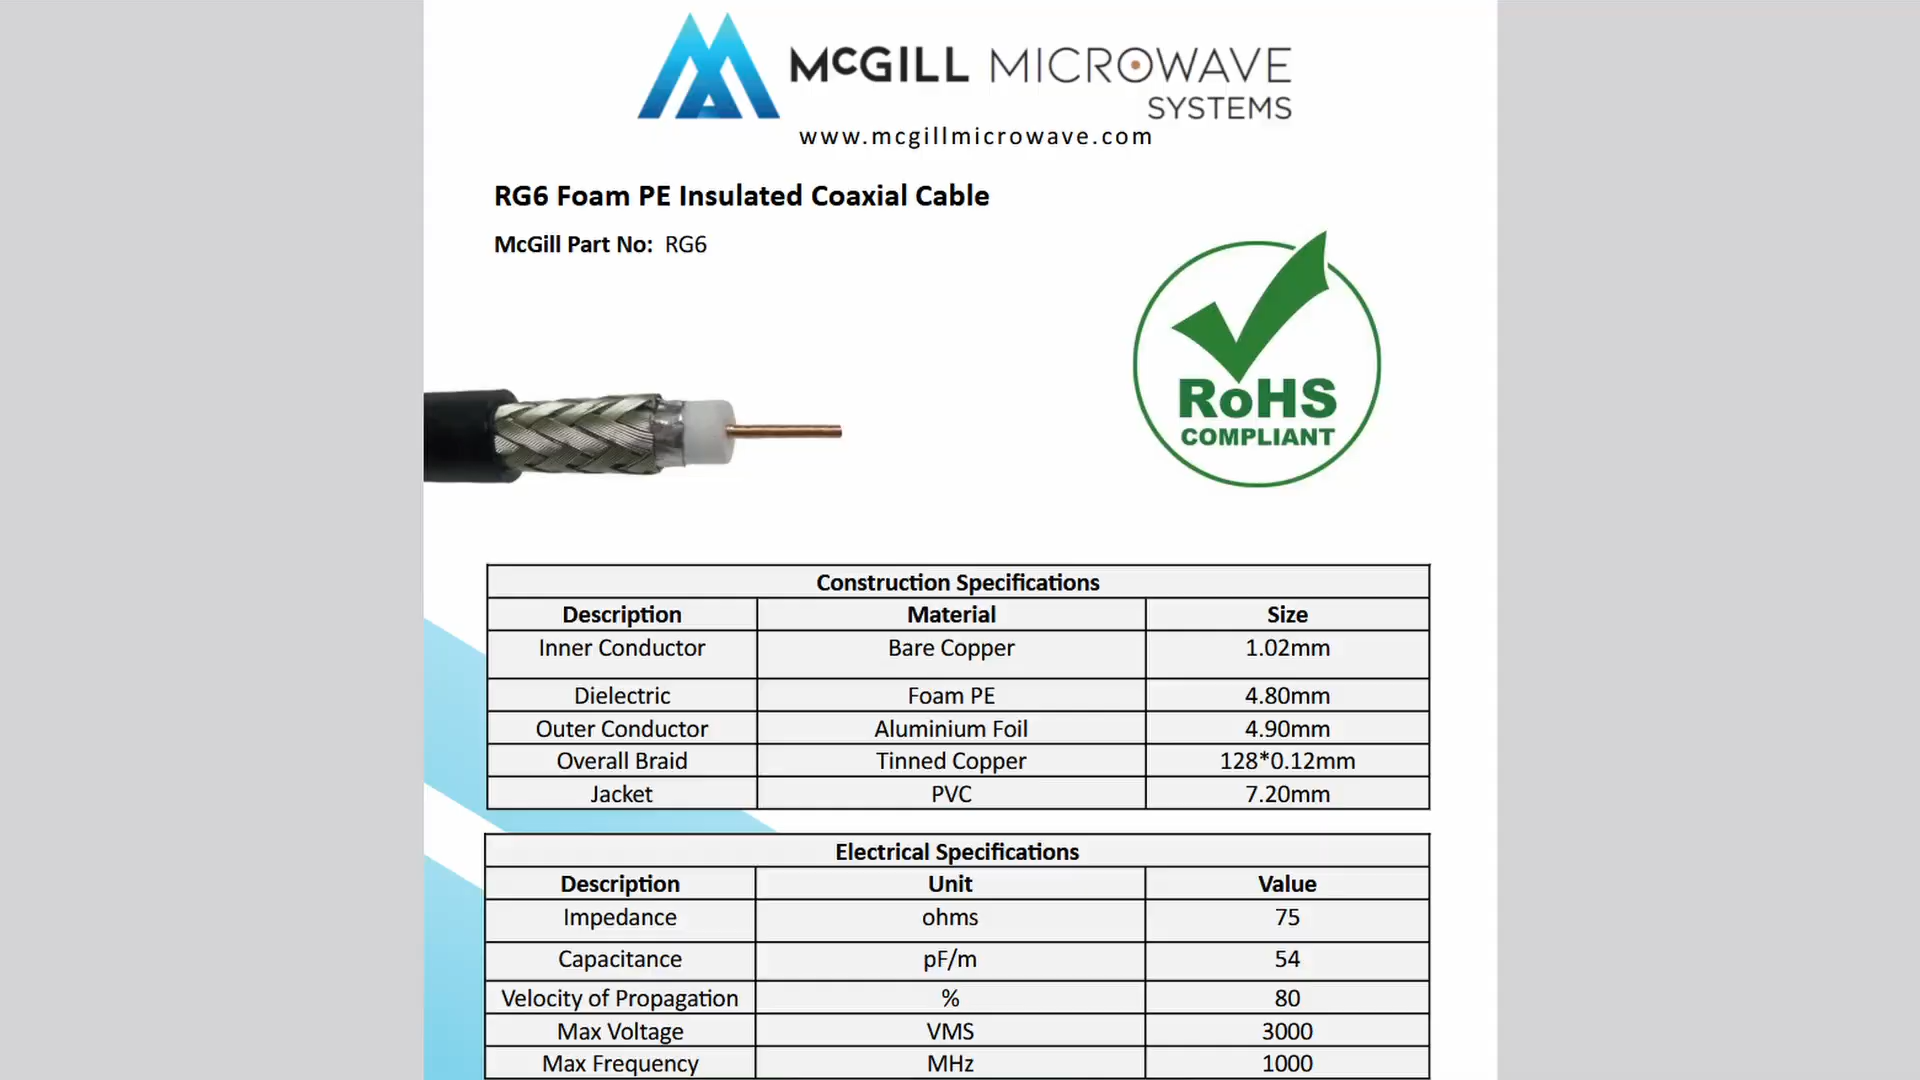 McGILL MICROWAVE
SYSTEMS
www.mcgillmicrowave.com
RG6 Foam PE Insulated Coaxial Cable
McGill Part No: RG6
RoHS
COMPLIANT
Construction Specifications
Description Material Size
Inner Conductor Bare Copper 1.02mm
Dielectric Foam PE 4.80mm
Outer Conductor Aluminium Foil 4.90mm
Overall Braid Tinned Copper 128*0.12mm
Jacket PVC 7.20mm
Electrical Specifications
Description Unit Value
Impedance ohms 75
Capacitance pF/m 54
Velocity of Propagation % 80
Max Voltage VMS 3000
Max Frequency MHz 1000